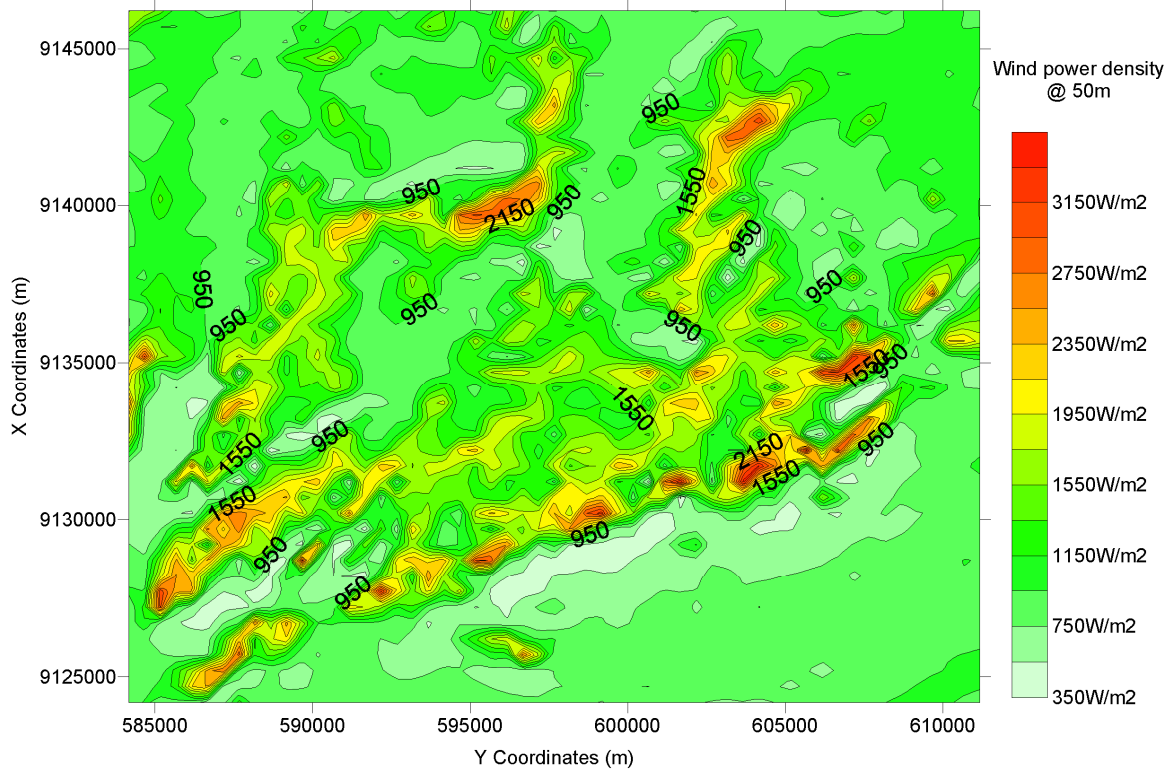 Wind power density
@ 50m
9145000
9140000
9135000
9130000
9125000
X Coordinates (m)
585000
590000
595000
600000
605000
610000
Y Coordinates (m)
950
950
1550
2150
950
950
950
950
950
950
950
1550
950
1550
950
1550
2150
1550
950
1550
950
950
950
3150W/m2
2750W/m2
2350W/m2
1950W/m2
1550W/m2
1150W/m2
750W/m2
350W/m2